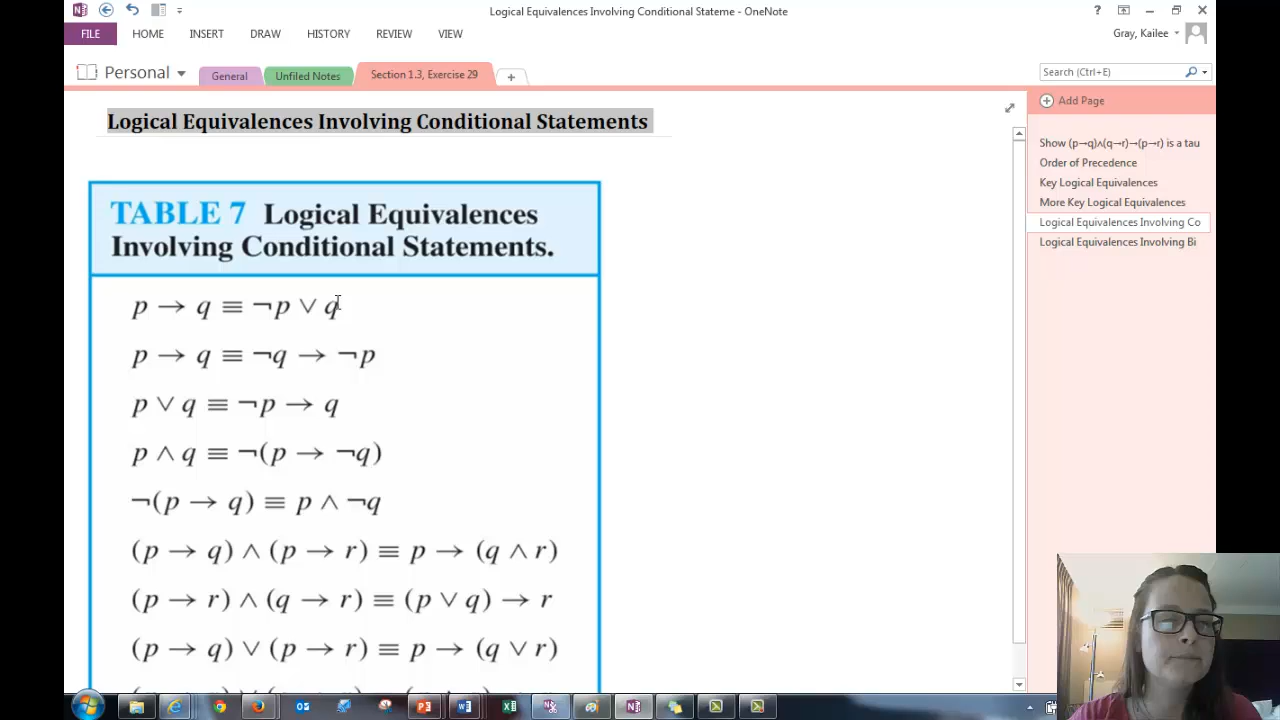 Logical Equivalences Involving Conditional Stateme - OneNote
?
FILE HOME INSERT DRAW HISTORY REVIEW VIEW
Gray, Kailee
Personal General Unfiled Notes Section 1.3, Exercise 29 +
Search (Ctrl+E)
Add Page
Logical Equivalences Involving Conditional Statements
Show (p→q)∧(q→r)→(p→r) is a tau
Order of Precedence
Key Logical Equivalences
More Key Logical Equivalences
Logical Equivalences Involving Co
Logical Equivalences Involving Bi
TABLE 7 Logical Equivalences
Involving Conditional Statements.
p → q ≡ ¬p ∨ q
p → q ≡ ¬q → ¬p
p ∨ q ≡ ¬p → q
p ∧ q ≡ ¬(p → ¬q)
¬(p → q) ≡ p ∧ ¬q
(p → q) ∧ (p → r) ≡ p → (q ∧ r)
(p → r) ∧ (q → r) ≡ (p ∨ q) → r
(p → q) ∨ (p → r) ≡ p → (q ∨ r)